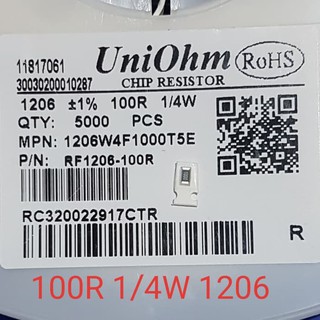 11817061
30030200010287
UniOhm
RoHS
CHIP RESISTOR
1206 ±1% 100R 1/4W
QTY: 5000 PCS
MPN: 1206W4F1000T5E
P/N: RF1206-100R
RC320022917CTR
R
100R 1/4W 1206